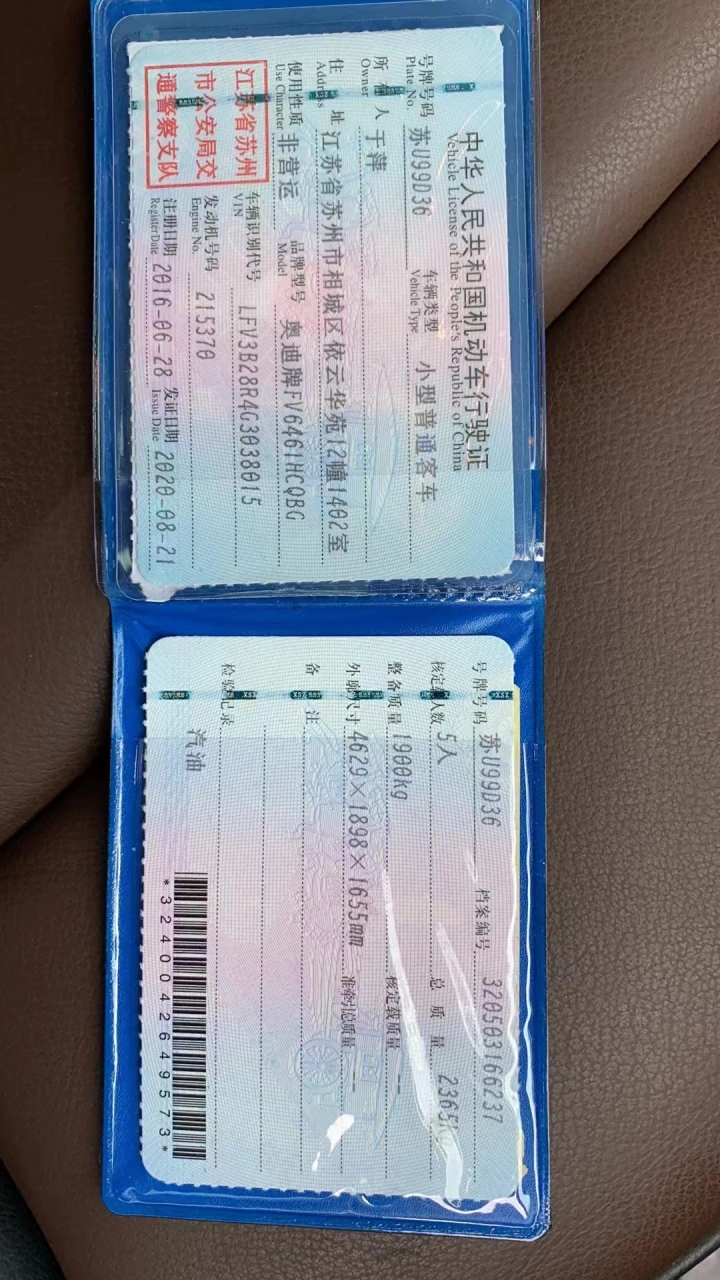 中华人民共和国机动车行驶证
Vehicle License of the People's Republic of China
号牌号码 苏U99D36 车辆类型 小型普通客车
Plate No. Vehicle Type
所有人 于萍
Owner
住址 江苏省苏州市相城区依云华苑12幢1402室
Address
使用性质 非营运 品牌型号 奥迪牌FV6461HCQBG
Use Character Model
江苏省苏州
市公安局交
通警察支队
车辆识别代号 LFV3B28R4G3038015
VIN
发动机号码 215370
Engine No.
注册日期 2016-06-28 发证日期 2020-08-21
Register Date Issue Date
号牌号码 苏U99D36 档案编号 320503166237
核定载人数 5人 总质量
整备质量 1900kg 核定载质量 --
外廓尺寸 4629×1898×1655mm 准牵引总质量 --
备注
检验记录
汽油
*3240042649573*